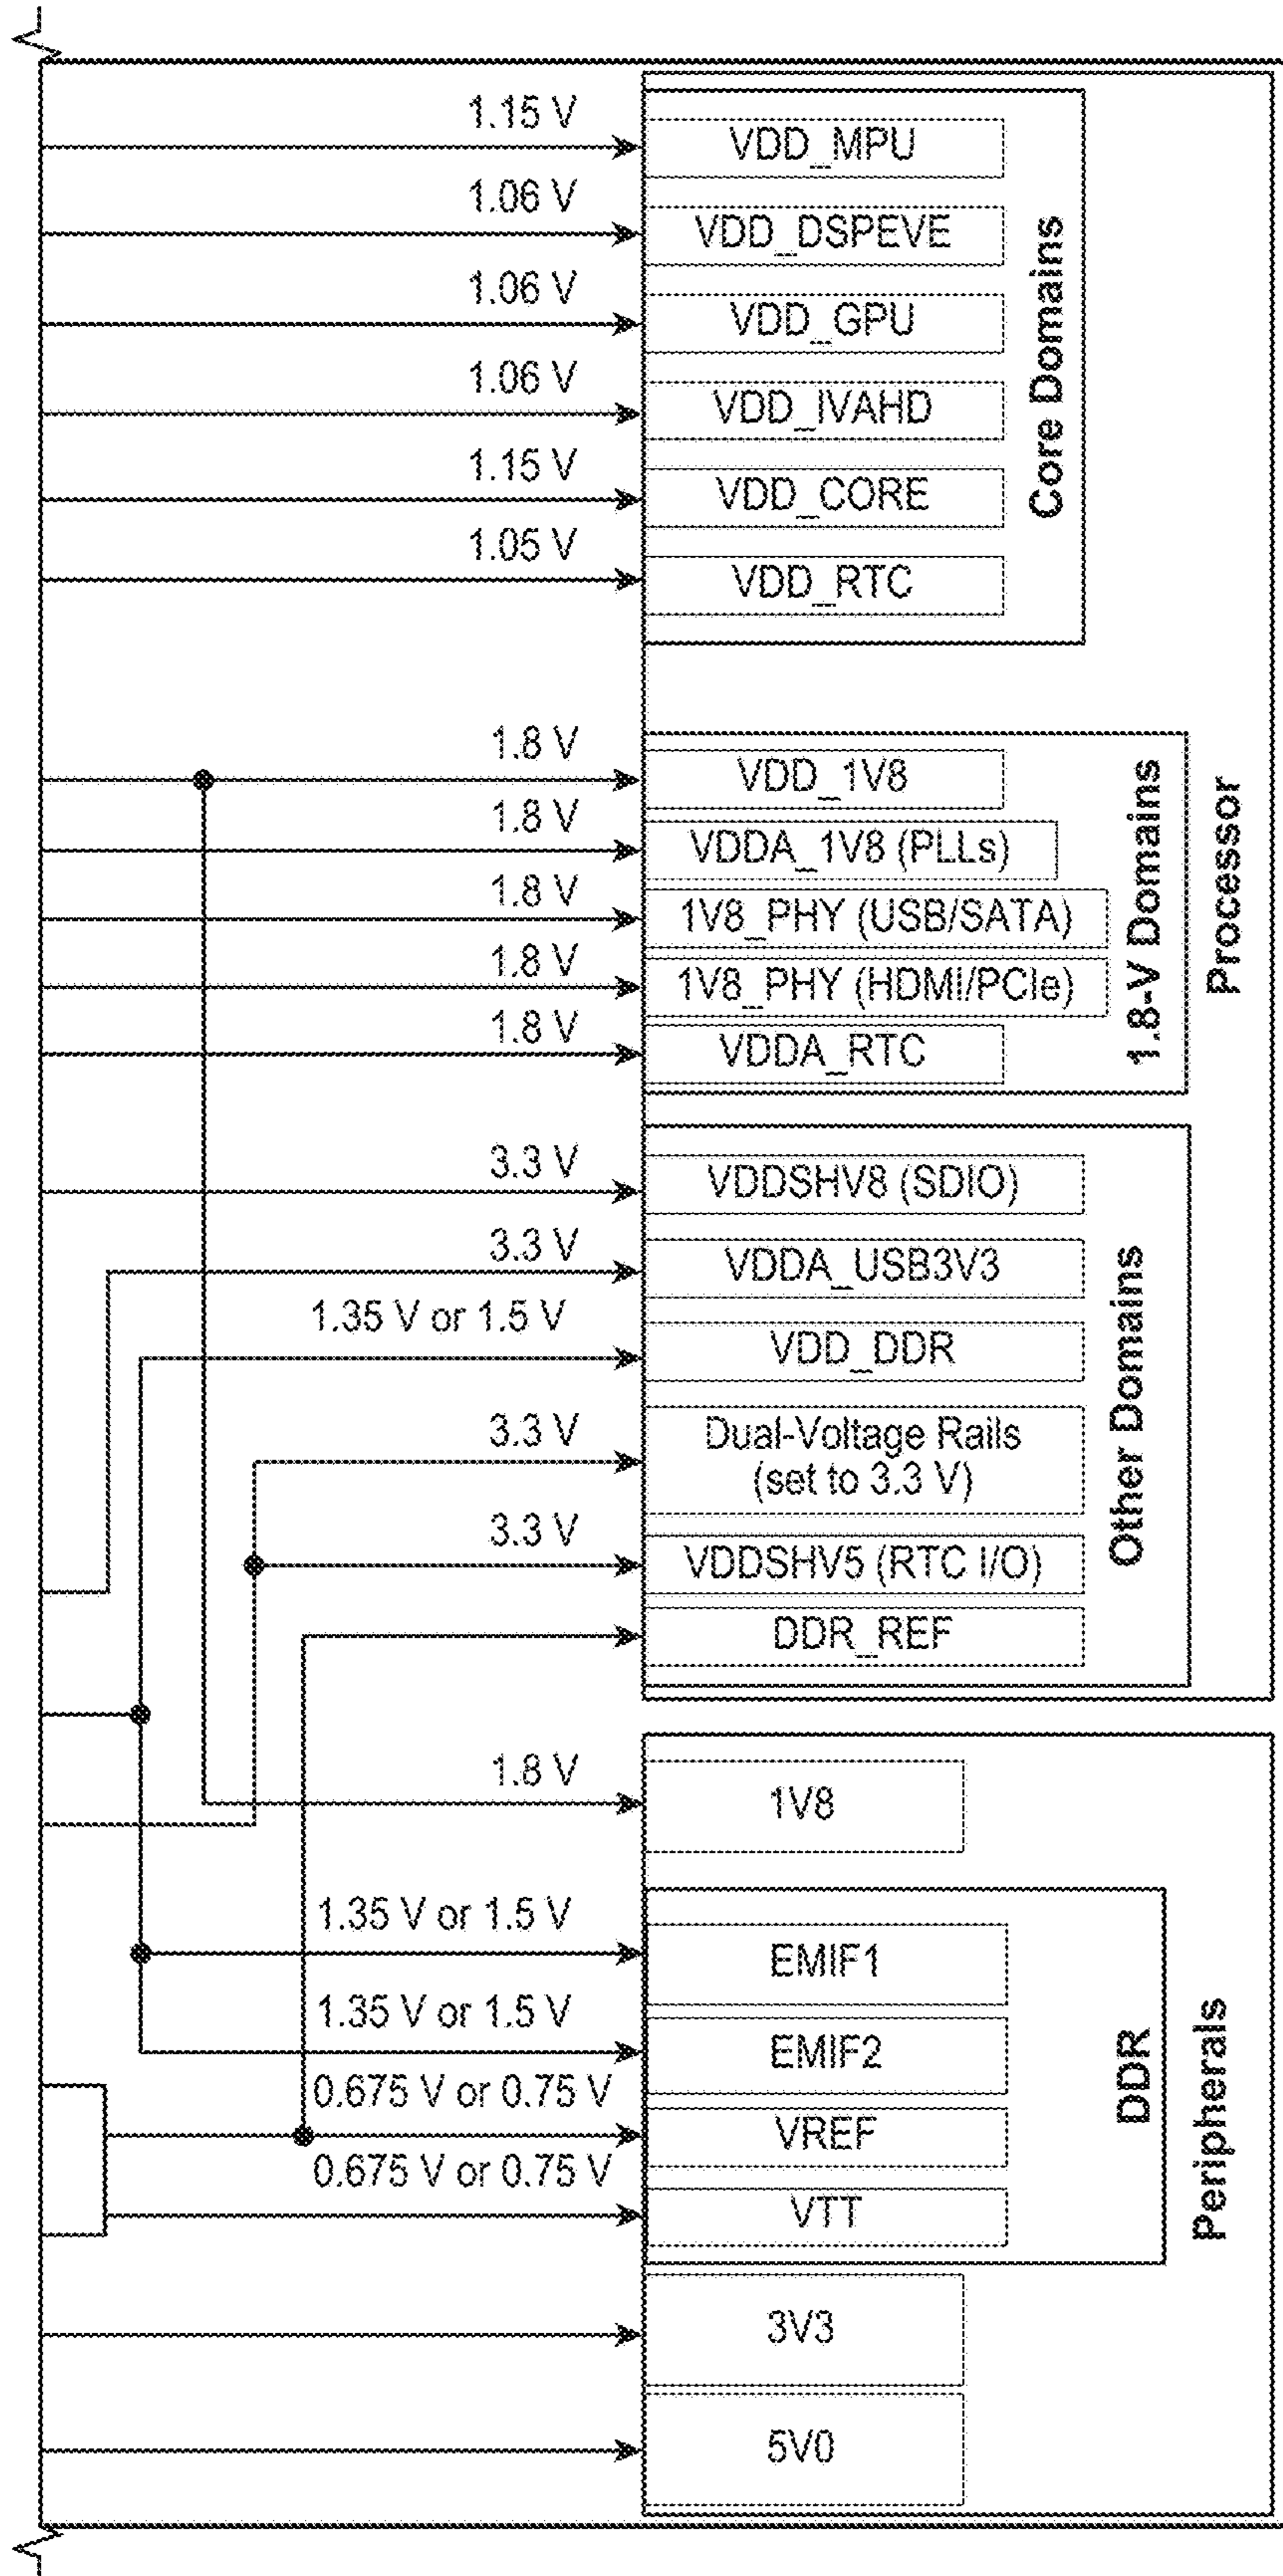 1.15 V
VDD_MPU
1.06 V
VDD_DSPEVE
1.06 V
VDD_GPU
1.06 V
VDD_IVAHD
1.15 V
VDD_CORE
1.05 V
VDD_RTC
Core Domains
1.8 V
VDD_1V8
1.8 V
VDDA_1V8 (PLLs)
1.8 V
1V8_PHY (USB/SATA)
1.8 V
1V8_PHY (HDMI/PCIe)
1.8 V
VDDA_RTC
1.8-V Domains
Processor
3.3 V
VDDSHV8 (SDIO)
3.3 V
VDDA_USB3V3
1.35 V or 1.5 V
VDD_DDR
3.3 V
Dual-Voltage Rails
(set to 3.3 V)
3.3 V
VDDSHV5 (RTC I/O)
DDR_REF
Other Domains
1.8 V
1V8
1.35 V or 1.5 V
EMIF1
1.35 V or 1.5 V
EMIF2
0.675 V or 0.75 V
VREF
0.675 V or 0.75 V
VTT
DDR
Peripherals
3V3
5V0